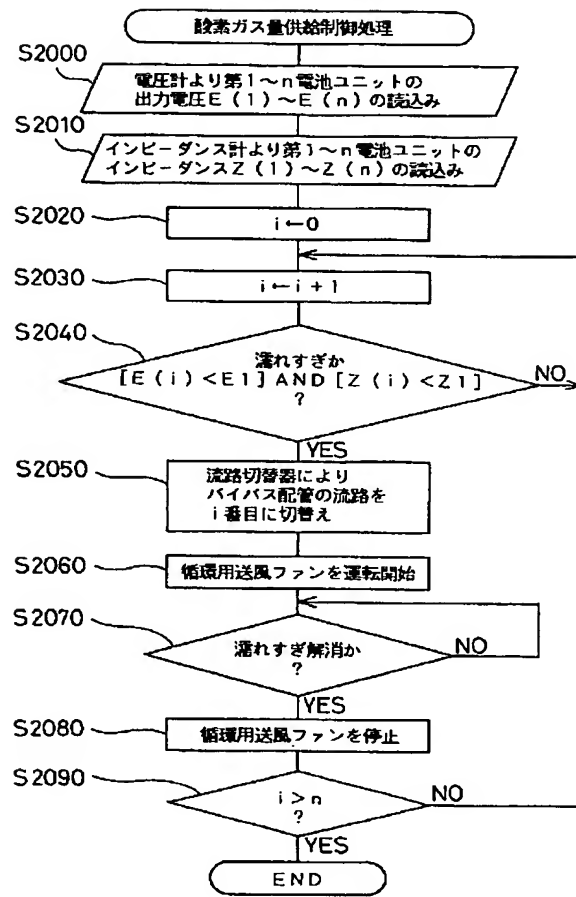 酸素ガス量供給制御処理
S2000
電圧計より第1～n電池ユニットの
出力電圧E(1)～E(n)の読込み
S2010
インピーダンス計より第1～n電池ユニットの
インピーダンスZ(1)～Z(n)の読込み
S2020
i←0
S2030
i←i+1
S2040
濡れすぎか
[E(i)<E1]AND[Z(i)<Z1]
?
NO
YES
S2050
流路切替器により
バイパス配管の流路を
i番目に切替え
S2060
循環用送風ファンを運転開始
S2070
濡れすぎ解消か
?
NO
YES
S2080
循環用送風ファンを停止
S2090
i>n
?
NO
YES
END